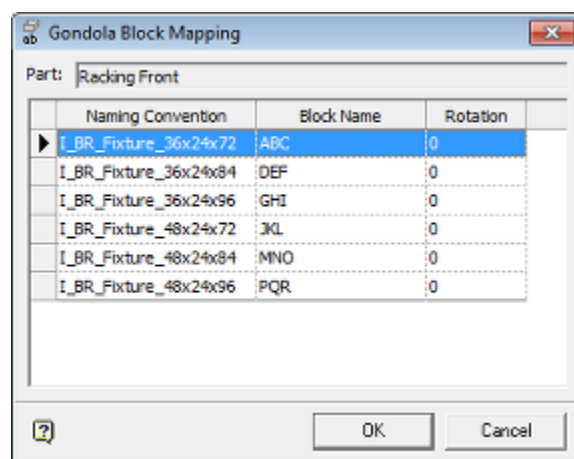 Gondola Block Mapping
Part: Racking Front
Naming Convention Block Name Rotation
I_BR_Fixture_36x24x72 ABC 0
I_BR_Fixture_36x24x84 DEF 0
I_BR_Fixture_36x24x96 GHI 0
I_BR_Fixture_48x24x72 JKL 0
I_BR_Fixture_48x24x84 MNO 0
I_BR_Fixture_48x24x96 PQR 0
OK Cancel